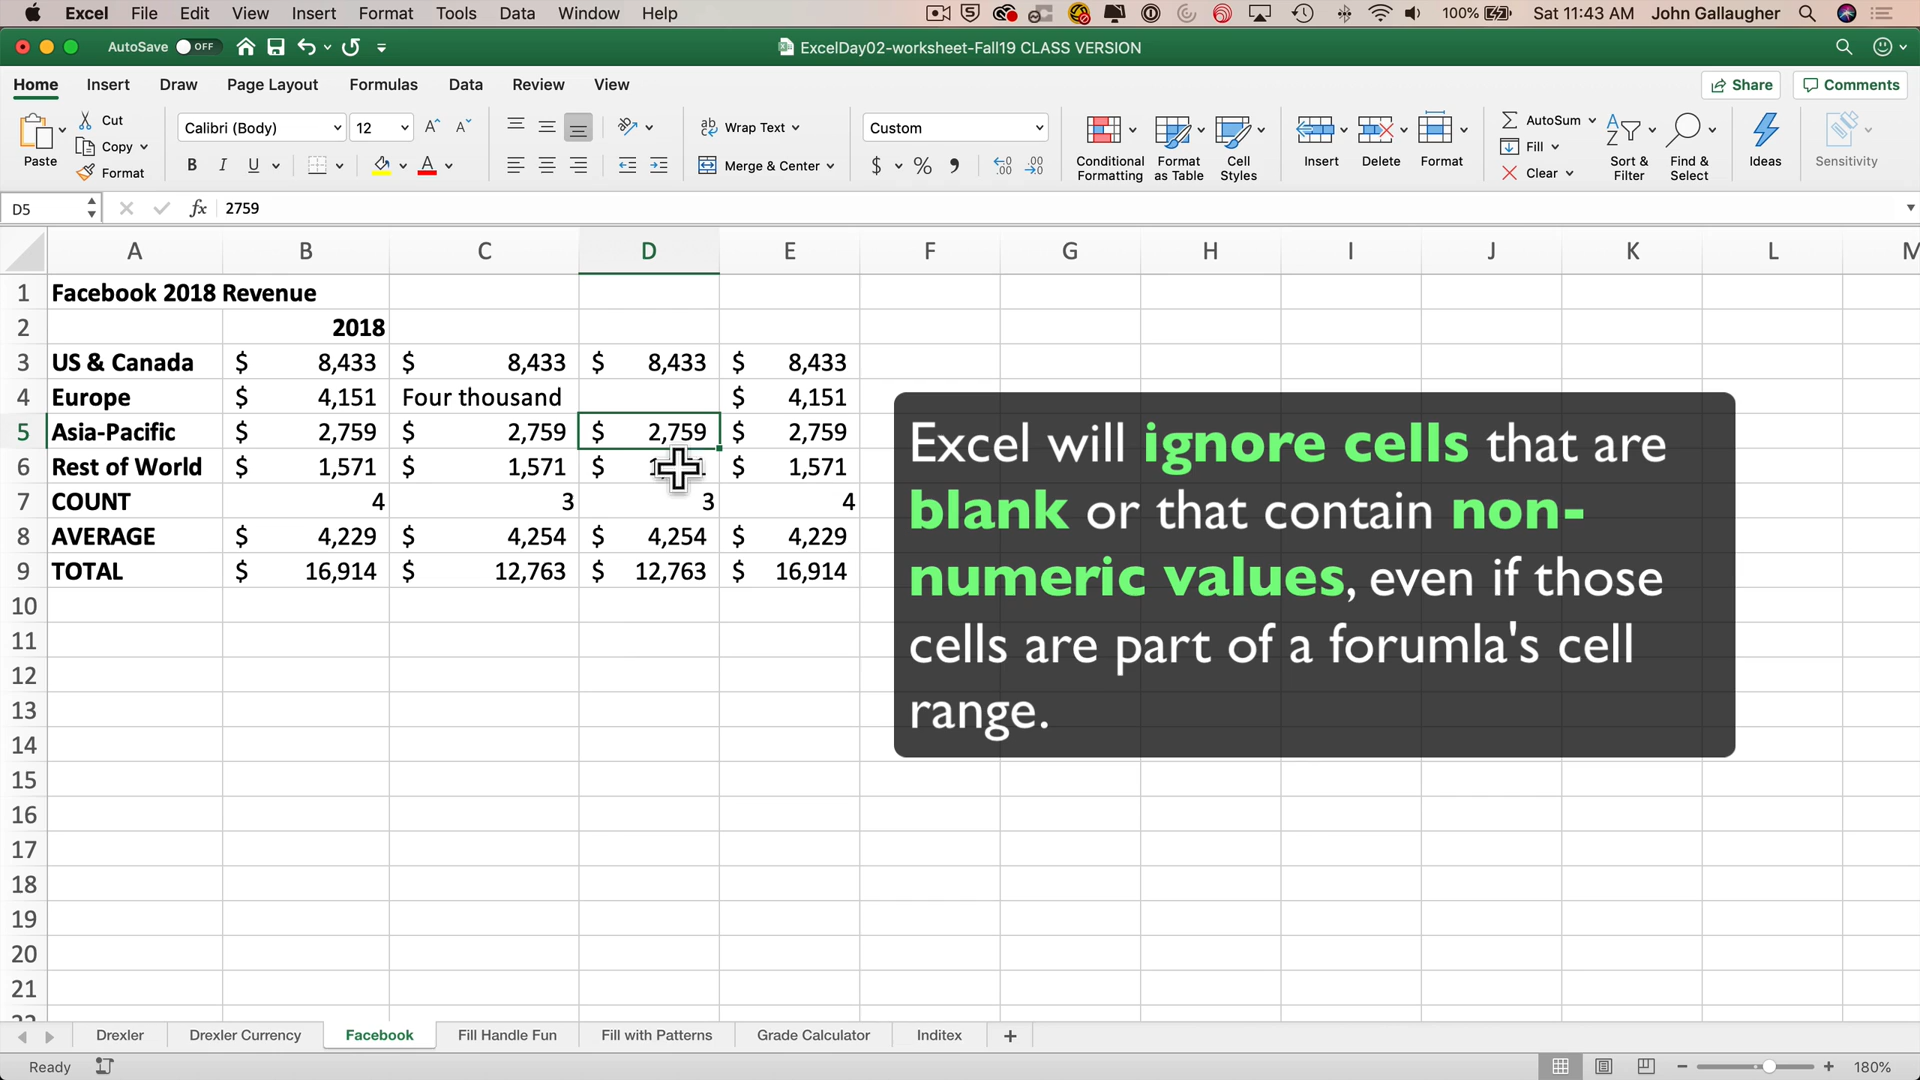 Excel File Edit View Insert Format Tools Data Window Help 100% Sat 11:43 AM John Gallaugher
AutoSave OFF ExcelDay02-worksheet-Fall19 CLASS VERSION
Home Insert Draw Page Layout Formulas Data Review View Share Comments
Paste Cut Copy Format
Calibri (Body) 12
B I U A
ab Wrap Text
Merge & Center
Custom
$ % ,
Conditional Formatting
Format as Table
Cell Styles
Insert Delete Format
AutoSum
Fill
Clear
Sort & Filter
Find & Select
Ideas
Sensitivity
D5 fx 2759
A B C D E F G H I J K L M
1 Facebook 2018 Revenue
2 2018
3 US & Canada $ 8,433 $ 8,433 $ 8,433 $ 8,433
4 Europe $ 4,151 Four thousand $ 4,151
5 Asia-Pacific $ 2,759 $ 2,759 $ 2,759 $ 2,759
6 Rest of World $ 1,571 $ 1,571 $ $ 1,571
7 COUNT 4 3 3 4
8 AVERAGE $ 4,229 $ 4,254 $ 4,254 $ 4,229
9 TOTAL $ 16,914 $ 12,763 $ 12,763 $ 16,914
10
11
12
13
14
15
16
17
18
19
20
21
Excel will ignore cells that are
blank or that contain non-
numeric values, even if those
cells are part of a forumla's cell
range.
Drexler Drexler Currency Facebook Fill Handle Fun Fill with Patterns Grade Calculator Inditex +
Ready 180%